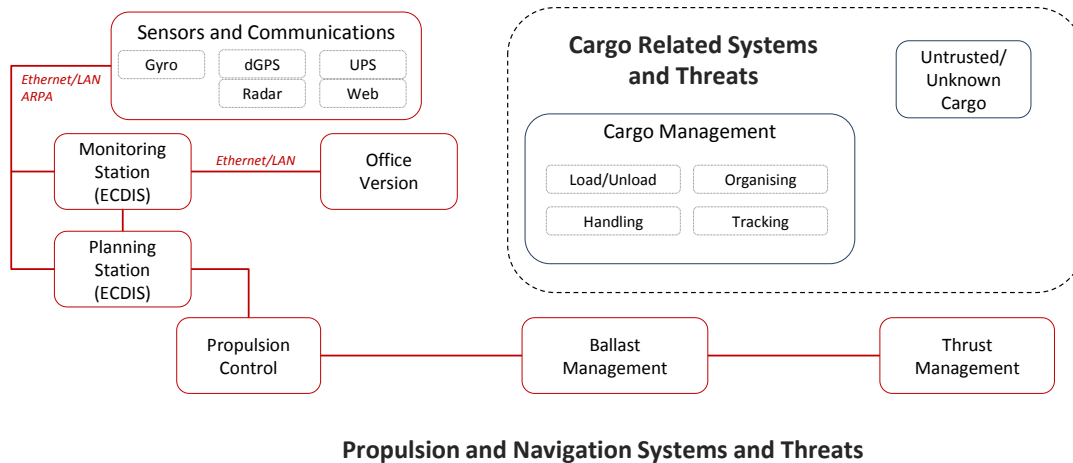 Sensors and Communications
Gyro
dGPS
UPS
Radar
Web
Ethernet/LAN
ARPA
Monitoring
Station
(ECDIS)
Ethernet/LAN
Office
Version
Planning
Station
(ECDIS)
Cargo Related Systems
and Threats
Untrusted/
Unknown
Cargo
Cargo Management
Load/Unload
Organising
Handling
Tracking
Propulsion
Control
Ballast
Management
Thrust
Management
Propulsion and Navigation Systems and Threats